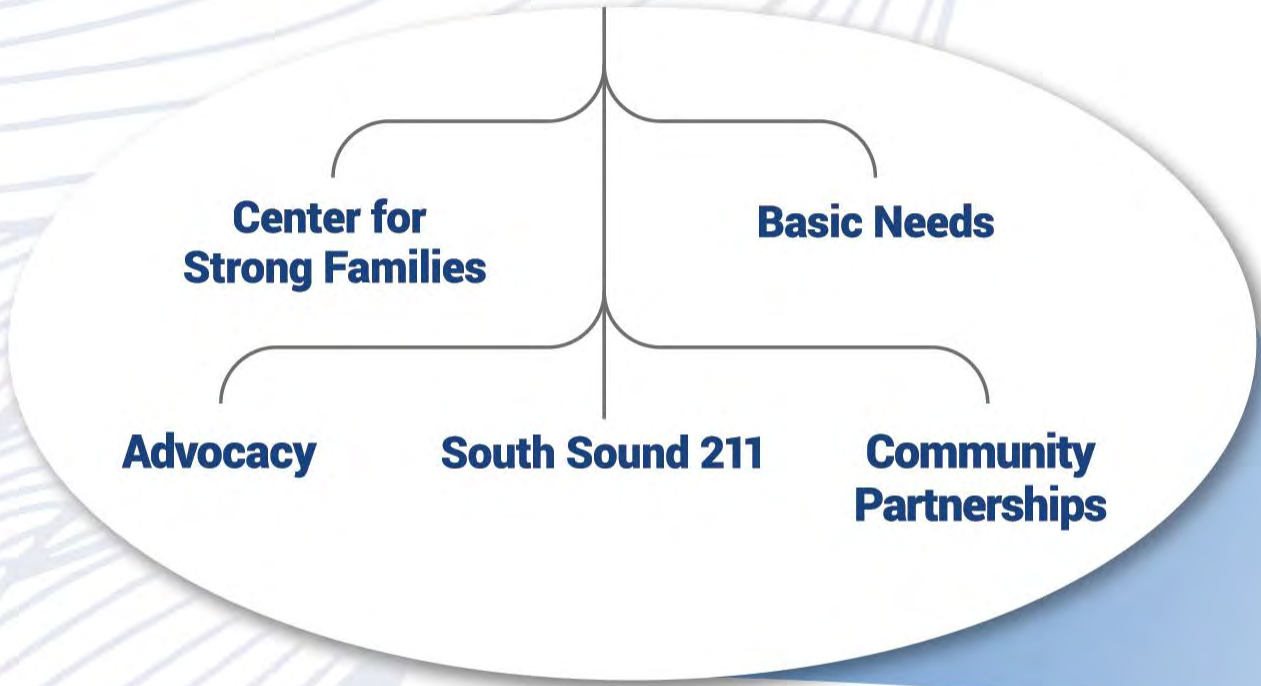 Center for
Strong Families
Basic Needs
Advocacy
South Sound 211
Community
Partnerships